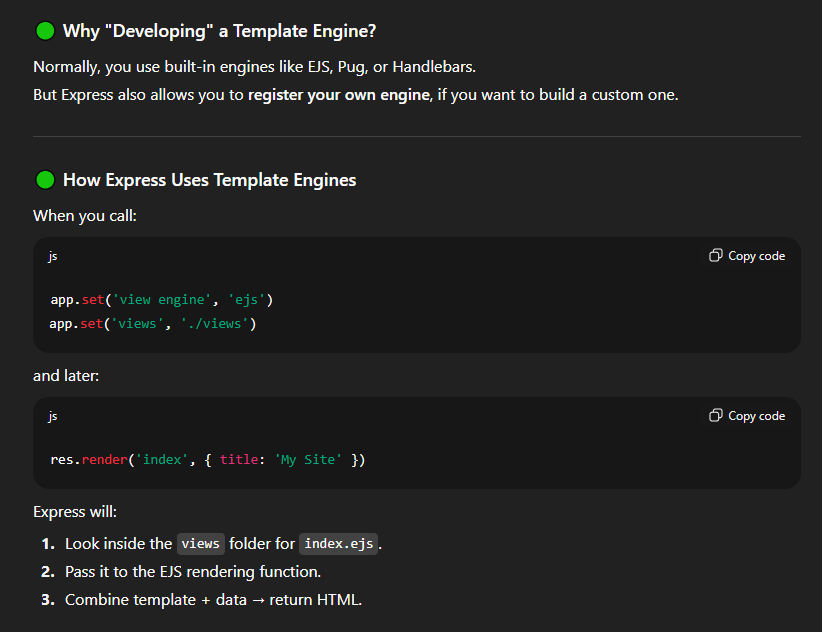 Why "Developing" a Template Engine?
Normally, you use built-in engines like EJS, Pug, or Handlebars.
But Express also allows you to register your own engine, if you want to build a custom one.
How Express Uses Template Engines
When you call:
js
Copy code
app.set('view engine', 'ejs')
app.set('views', './views')
and later:
js
Copy code
res.render('index', { title: 'My Site' })
Express will:
1. Look inside the views folder for index.ejs.
2. Pass it to the EJS rendering function.
3. Combine template + data → return HTML.